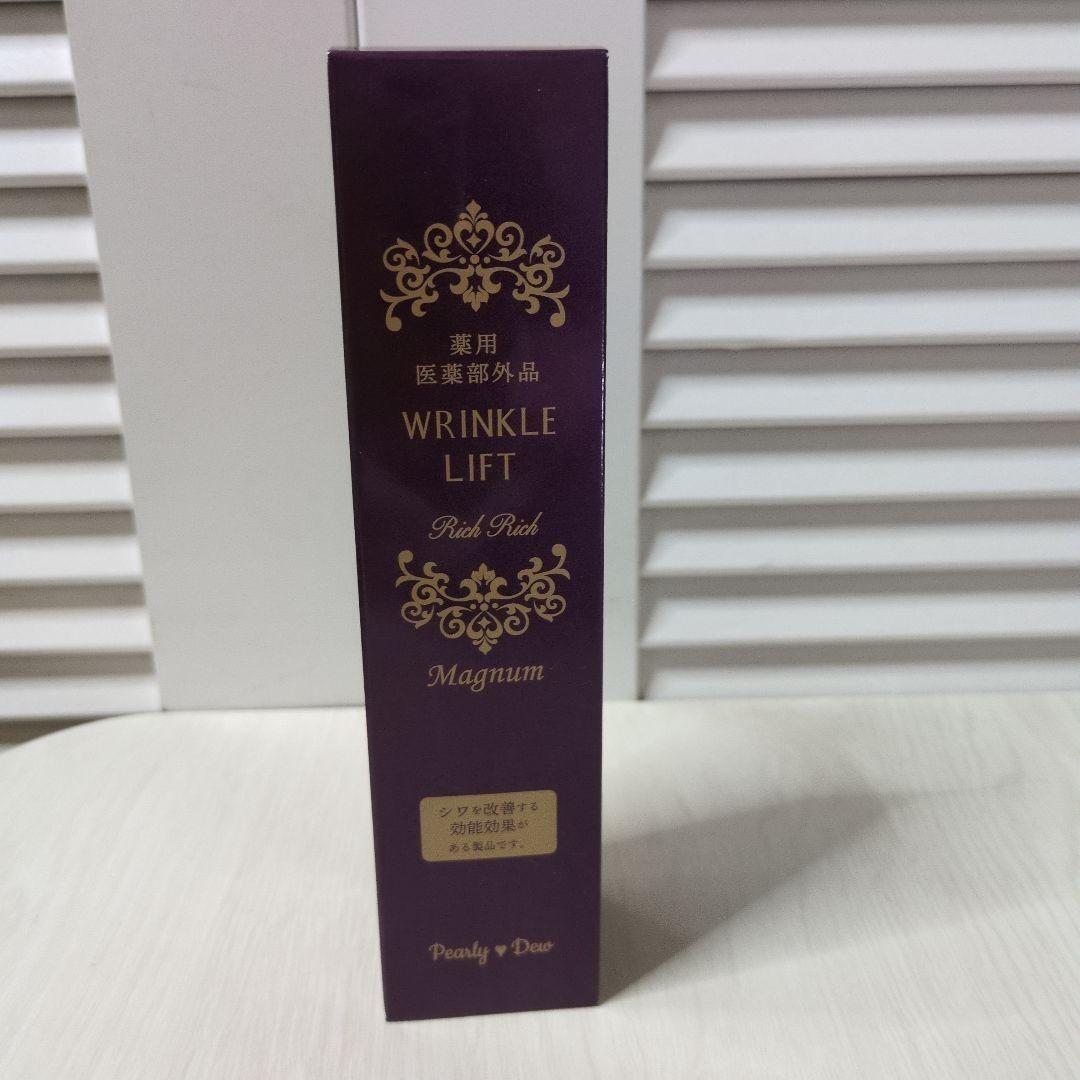 薬用
医薬部外品
WRINKLE
LIFT
Rich Rich
Magnum
シワを改善する
効能効果が
ある製品です。
Pearly ♥ Dew